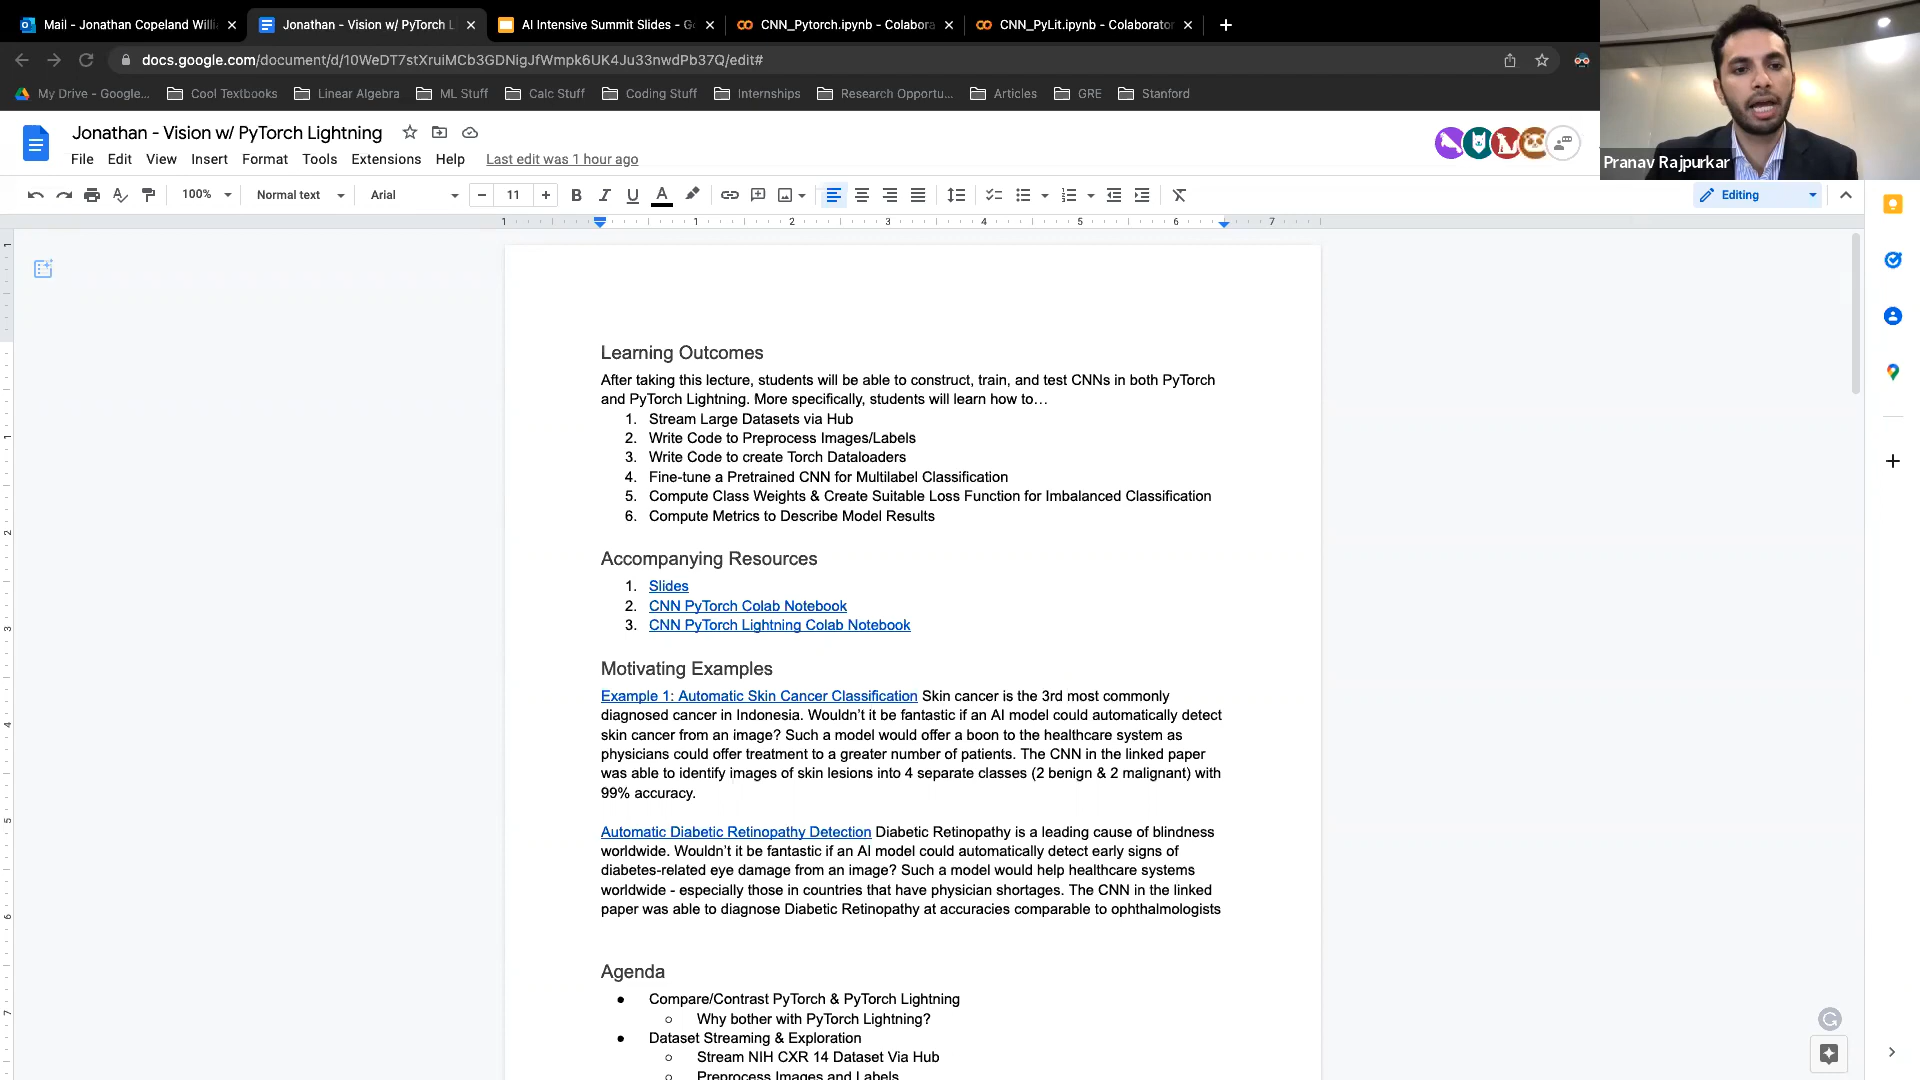 Mail - Jonathan Copeland Willi
Jonathan - Vision w/ PyTorch L
AI Intensive Summit Slides - Go
CNN_Pytorch.ipynb - Colabora
CNN_PyLit.ipynb - Colaborator
docs.google.com/document/d/10WeDT7stXruiMCb3GDNigJfWmpk6UK4Ju33nwdPb37Q/edit#
My Drive - Google...
Cool Textbooks
Linear Algebra
ML Stuff
Calc Stuff
Coding Stuff
Internships
Research Opportu...
Articles
GRE
Stanford
Pranav Rajpurkar
Jonathan - Vision w/ PyTorch Lightning
File Edit View Insert Format Tools Extensions Help Last edit was 1 hour ago
100% Normal text Arial 11 B I U A Editing
1 1 2 3 4 5 6 7
Learning Outcomes
After taking this lecture, students will be able to construct, train, and test CNNs in both PyTorch
and PyTorch Lightning. More specifically, students will learn how to…
1. Stream Large Datasets via Hub
2. Write Code to Preprocess Images/Labels
3. Write Code to create Torch Dataloaders
4. Fine-tune a Pretrained CNN for Multilabel Classification
5. Compute Class Weights & Create Suitable Loss Function for Imbalanced Classification
6. Compute Metrics to Describe Model Results
Accompanying Resources
1. Slides
2. CNN PyTorch Colab Notebook
3. CNN PyTorch Lightning Colab Notebook
Motivating Examples
Example 1: Automatic Skin Cancer Classification Skin cancer is the 3rd most commonly
diagnosed cancer in Indonesia. Wouldn't it be fantastic if an AI model could automatically detect
skin cancer from an image? Such a model would offer a boon to the healthcare system as
physicians could offer treatment to a greater number of patients. The CNN in the linked paper
was able to identify images of skin lesions into 4 separate classes (2 benign & 2 malignant) with
99% accuracy.
Automatic Diabetic Retinopathy Detection Diabetic Retinopathy is a leading cause of blindness
worldwide. Wouldn't it be fantastic if an AI model could automatically detect early signs of
diabetes-related eye damage from an image? Such a model would help healthcare systems
worldwide - especially those in countries that have physician shortages. The CNN in the linked
paper was able to diagnose Diabetic Retinopathy at accuracies comparable to ophthalmologists
Agenda
● Compare/Contrast PyTorch & PyTorch Lightning
○ Why bother with PyTorch Lightning?
● Dataset Streaming & Exploration
○ Stream NIH CXR 14 Dataset Via Hub
○ Preprocess Images and Labels